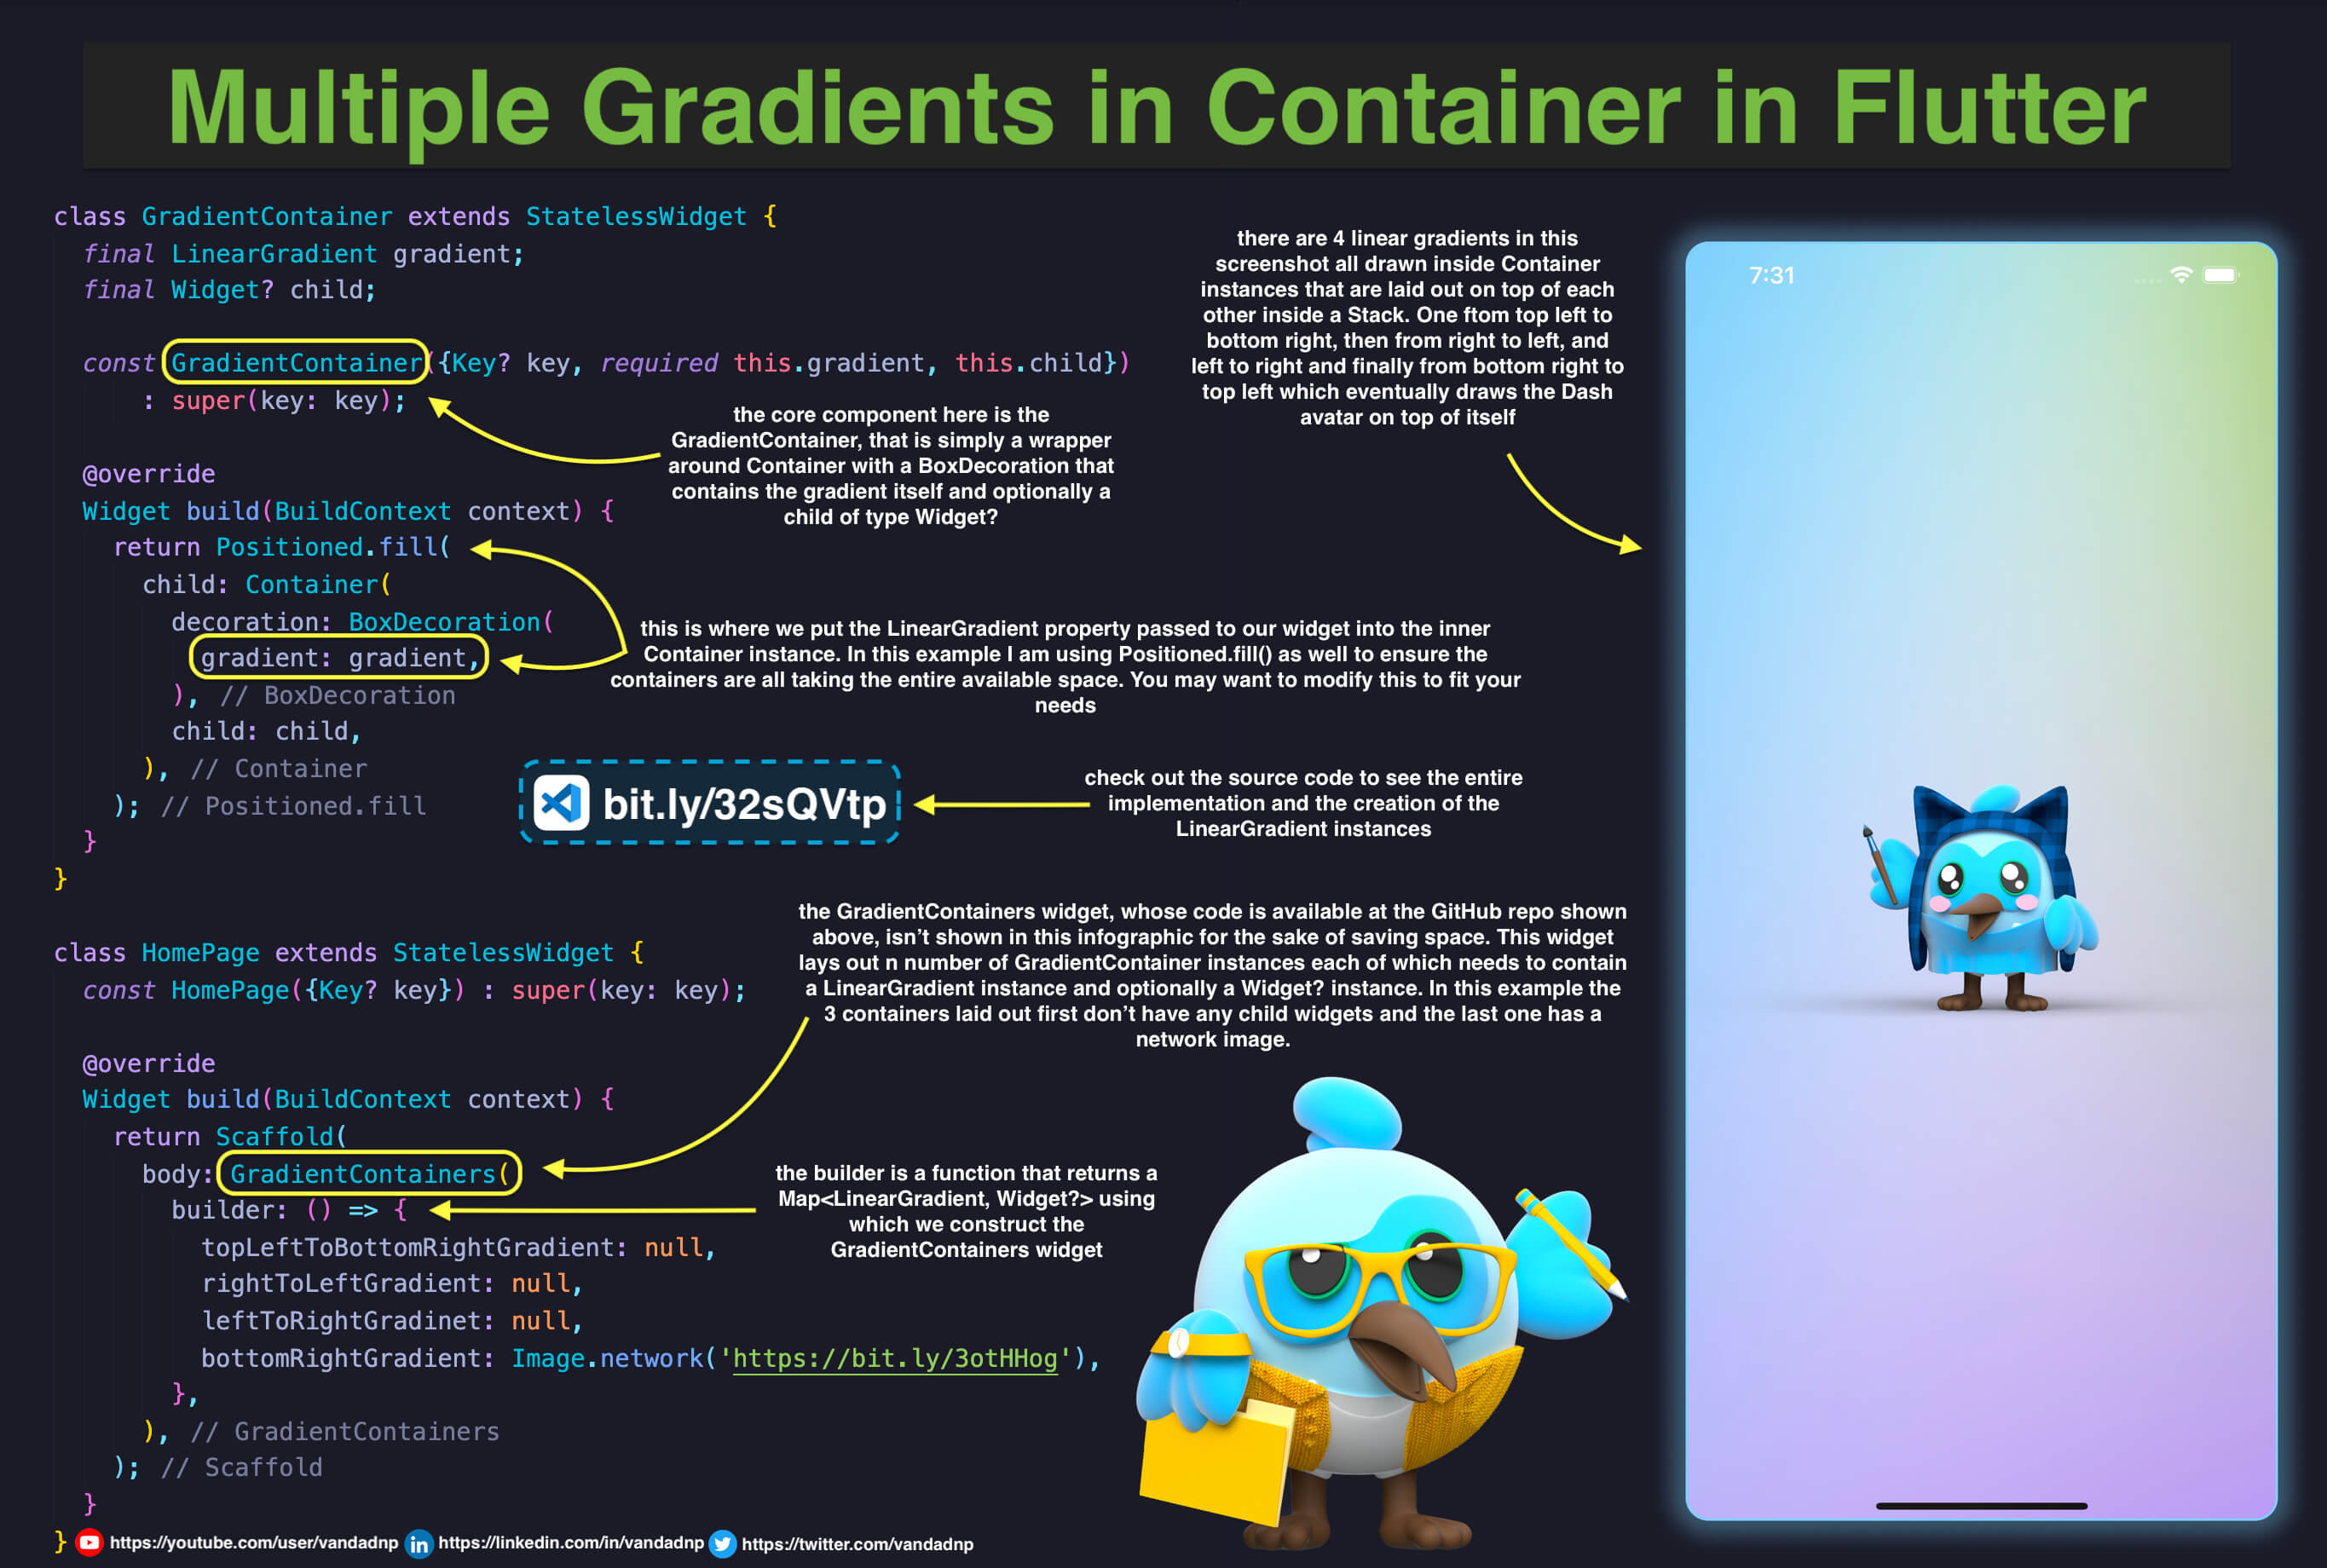 Multiple Gradients in Container in Flutter
class GradientContainer extends StatelessWidget {
final LinearGradient gradient;
final Widget? child;
const GradientContainer({Key? key, required this.gradient, this.child})
: super(key: key);
@override
Widget build(BuildContext context) {
return Positioned.fill(
child: Container(
decoration: BoxDecoration(
gradient: gradient,
), // BoxDecoration
child: child,
), // Container
); // Positioned.fill
}
}
the core component here is the
GradientContainer, that is simply a wrapper
around Container with a BoxDecoration that
contains the gradient itself and optionally a
child of type Widget?
there are 4 linear gradients in this
screenshot all drawn inside Container
instances that are laid out on top of each
other inside a Stack. One ftom top left to
bottom right, then from right to left, and
left to right and finally from bottom right to
top left which eventually draws the Dash
avatar on top of itself
7:31
this is where we put the LinearGradient property passed to our widget into the inner
Container instance. In this example I am using Positioned.fill() as well to ensure the
containers are all taking the entire available space. You may want to modify this to fit your
needs
bit.ly/32sQVtp
check out the source code to see the entire
implementation and the creation of the
LinearGradient instances
the GradientContainers widget, whose code is available at the GitHub repo shown
above, isn't shown in this infographic for the sake of saving space. This widget
lays out n number of GradientContainer instances each of which needs to contain
a LinearGradient instance and optionally a Widget? instance. In this example the
3 containers laid out first don't have any child widgets and the last one has a
network image.
class HomePage extends StatelessWidget {
const HomePage({Key? key}) : super(key: key);
@override
Widget build(BuildContext context) {
return Scaffold(
body: GradientContainers(
builder: () => {
topLeftToBottomRightGradient: null,
rightToLeftGradient: null,
leftToRightGradinet: null,
bottomRightGradient: Image.network('https://bit.ly/3otHHog'),
},
), // GradientContainers
); // Scaffold
}
}
the builder is a function that returns a
Map<LinearGradient, Widget?> using
which we construct the
GradientContainers widget
https://youtube.com/user/vandadnp in https://linkedin.com/in/vandadnp https://twitter.com/vandadnp